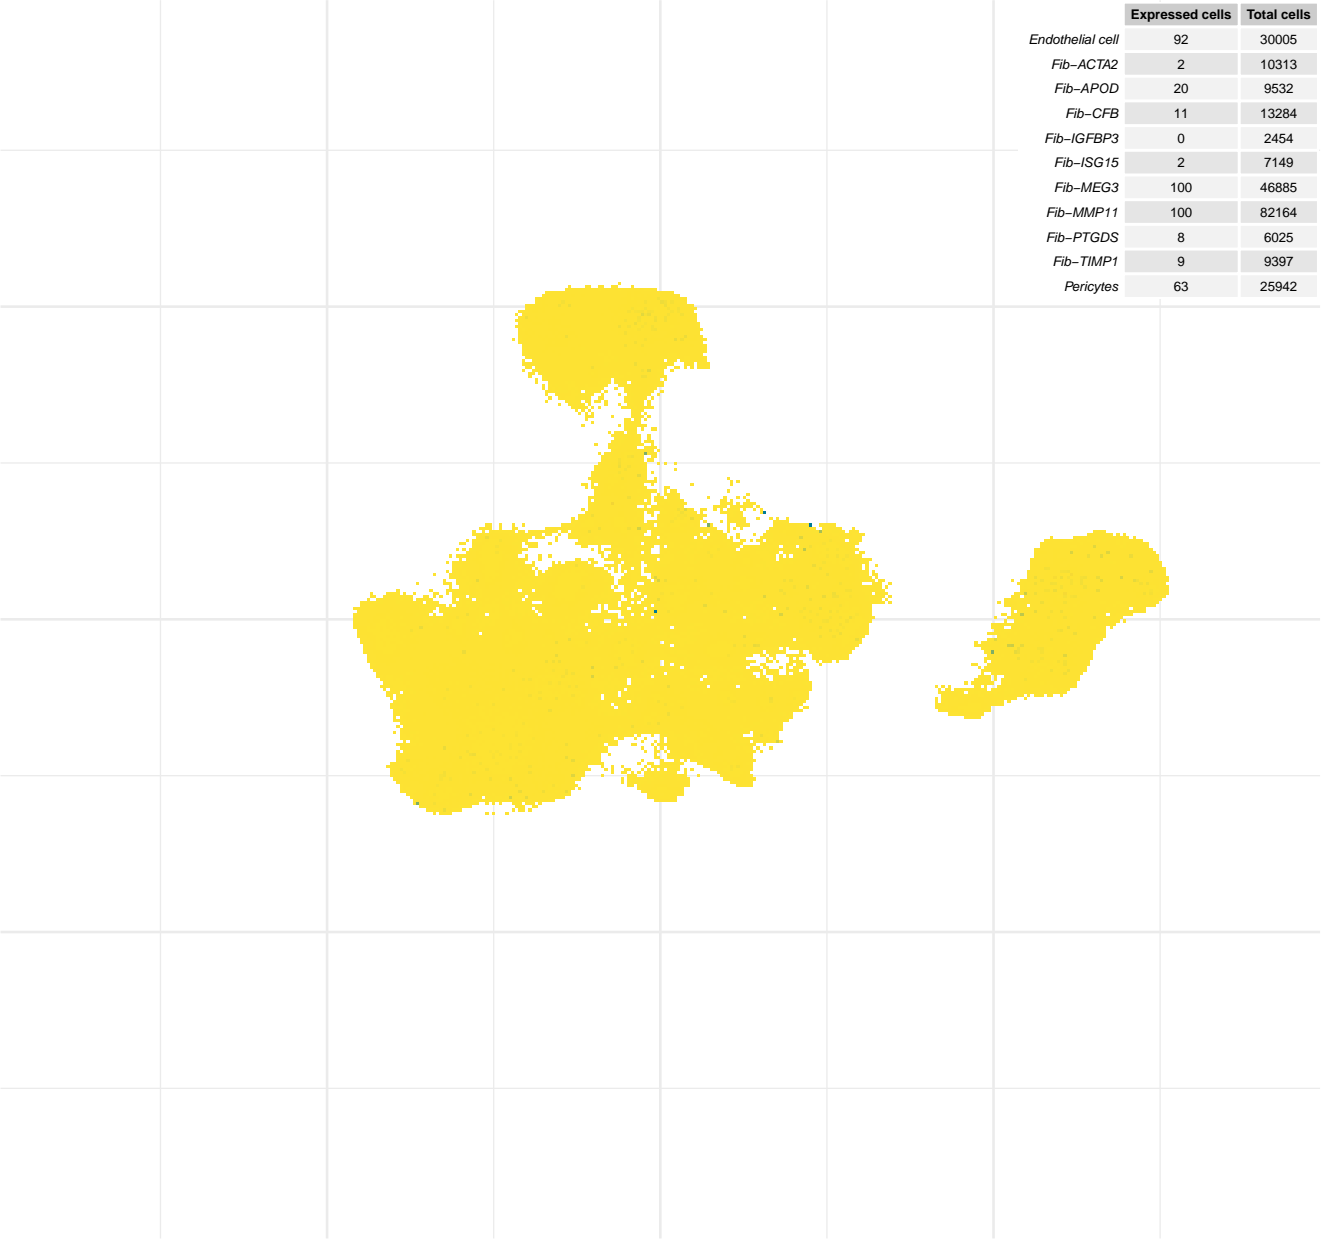 Expressed cells Total cells
Endothelial cell 92 30005
Fib−ACTA2 2 10313
Fib−APOD 20 9532
Fib−CFB 11 13284
Fib−IGFBP3 0 2454
Fib−ISG15 2 7149
Fib−MEG3 100 46885
Fib−MMP11 100 82164
Fib−PTGDS 8 6025
Fib−TIMP1 9 9397
Pericytes 63 25942